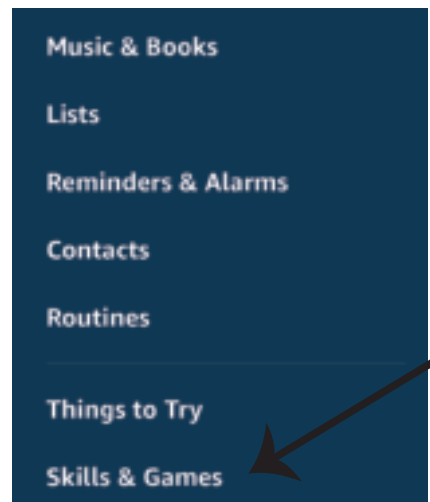 Music & Books
Lists
Reminders & Alarms
Contacts
Routines
Things to Try
Skills & Games